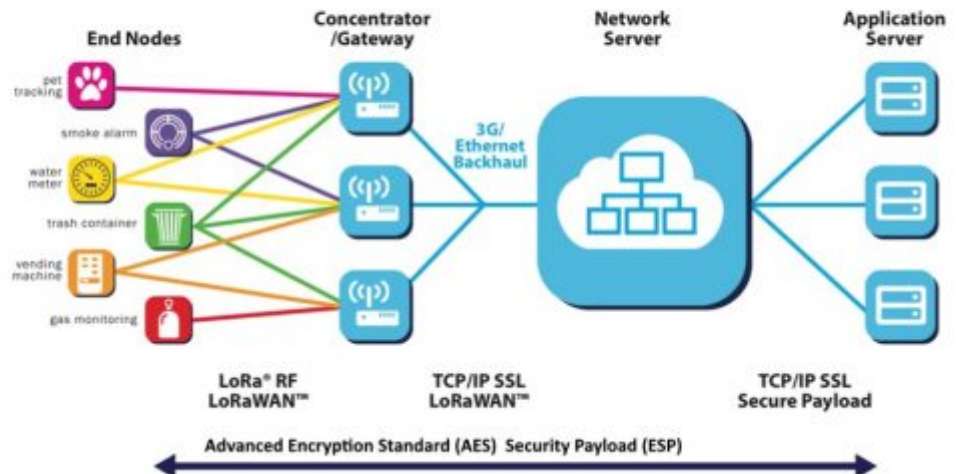 End Nodes
Concentrator
/Gateway
Network
Server
Application
Server
pet
tracking
smoke alarm
water
meter
trash container
vending
machine
gas monitoring
3G/
Ethernet
Backhaul
LoRa® RF
LoRaWAN™
TCP/IP SSL
LoRaWAN™
TCP/IP SSL
Secure Payload
Advanced Encryption Standard (AES) Security Payload (ESP)